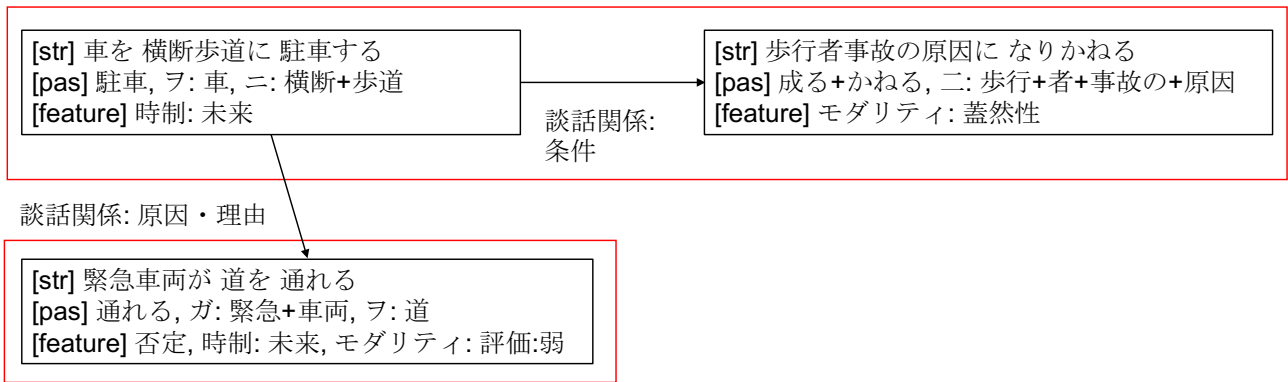 [str] 車を 横断歩道に 駐車する
[pas] 駐車, ヲ: 車, ニ: 横断+歩道
[feature] 時制: 未来
談話関係:
条件
[str] 歩行者事故の原因に なりかねる
[pas] 成る+かねる, 二: 歩行+者+事故の+原因
[feature] モダリティ: 蓋然性
談話関係: 原因・理由
[str] 緊急車両が 道を 通れる
[pas] 通れる, ガ: 緊急+車両, ヲ: 道
[feature] 否定, 時制: 未来, モダリティ: 評価:弱